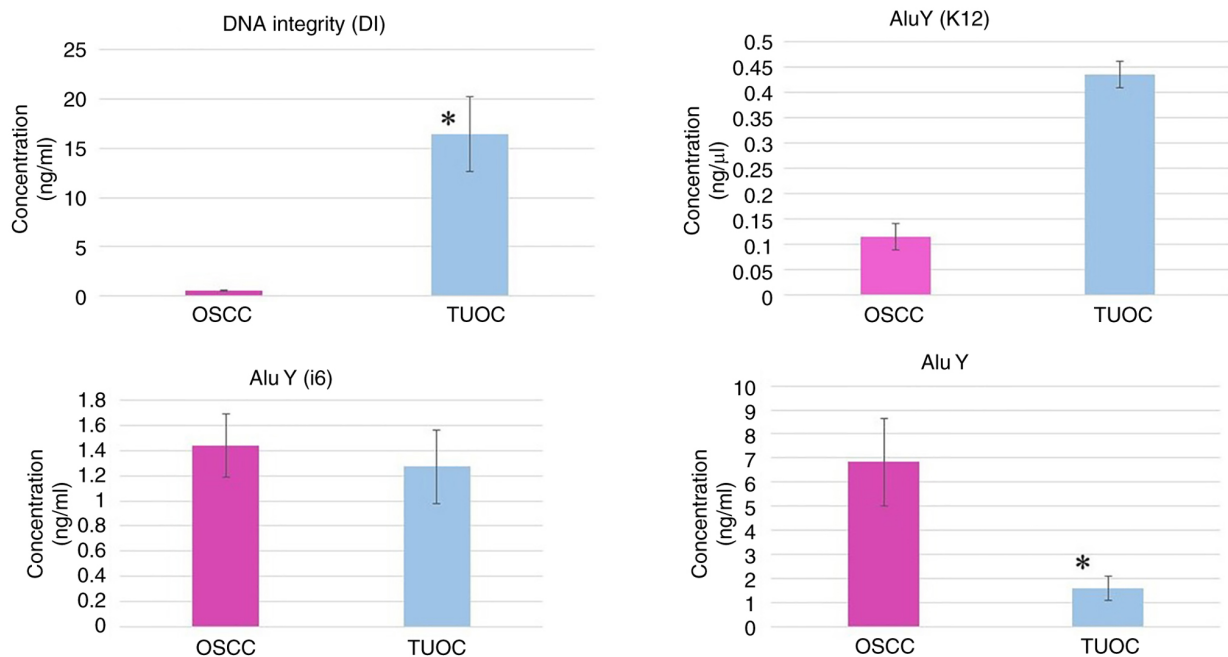 DNA integrity (DI)
Concentration
(ng/ml)
25
20
15
10
5
0
*
OSCC
TUOC
AluY (K12)
Concentration
(ng/μl)
0.5
0.45
0.4
0.35
0.3
0.25
0.2
0.15
0.1
0.05
0
OSCC
TUOC
Alu Y (i6)
Concentration
(ng/ml)
1.8
1.6
1.4
1.2
1
0.8
0.6
0.4
0.2
0
OSCC
TUOC
Alu Y
Concentration
(ng/ml)
10
9
8
7
6
5
4
3
2
1
0
*
OSCC
TUOC